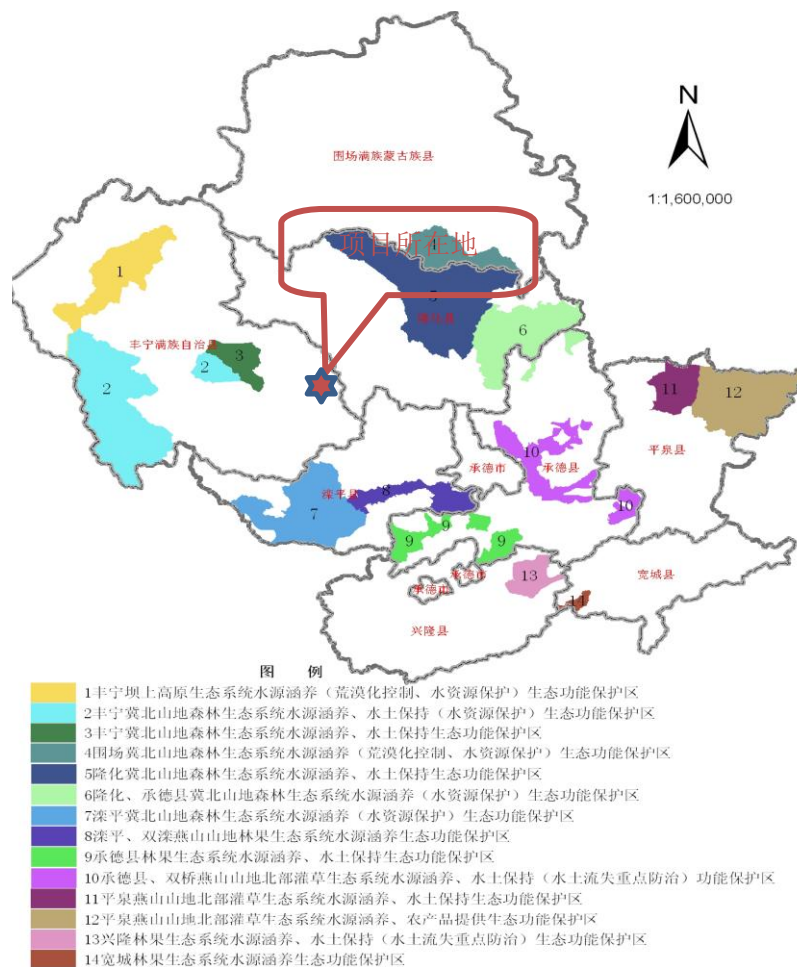 N
围场满族蒙古族县
1:1,600,000
项目所在地
4
1
5
隆化县
6
丰宁满族自治县
3
2
2
11
12
平泉县
10
承德市
承德县
滦平县
8
10
7
9
9
9
13
承德市
承德市
宽城县
14
兴隆县
图 例
1丰宁坝上高原生态系统水源涵养（荒漠化控制、水资源保护）生态功能保护区
2丰宁冀北山地森林生态系统水源涵养、水土保持（水资源保护）生态功能保护区
3丰宁冀北山地森林生态系统水源涵养、水土保持生态功能保护区
4围场冀北山地森林生态系统水源涵养（荒漠化控制、水资源保护）生态功能保护区
5隆化冀北山地森林生态系统水源涵养、水土保持生态功能保护区
6隆化、承德县冀北山地森林生态系统水源涵养（水资源保护）生态功能保护区
7滦平冀北山地森林生态系统水源涵养（水资源保护）生态功能保护区
8滦平、双滦燕山山地林果生态系统水源涵养生态功能保护区
9承德县林果生态系统水源涵养、水土保持生态功能保护区
10承德县、双桥燕山山地北部灌草生态系统水源涵养、水土保持（水土流失重点防治）功能保护区
11平泉燕山山地北部灌草生态系统水源涵养、水土保持生态功能保护区
12平泉燕山山地北部灌草生态系统水源涵养、农产品提供生态功能保护区
13兴隆林果生态系统水源涵养、水土保持（水土流失重点防治）生态功能保护区
14宽城林果生态系统水源涵养生态功能保护区